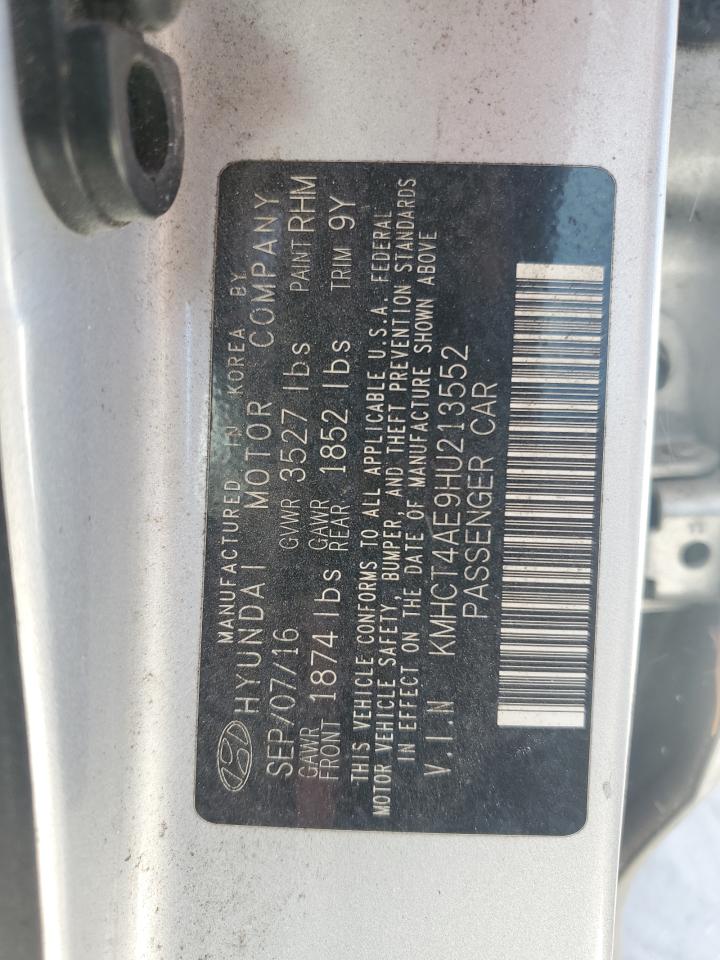 MANUFACTURED IN KOREA BY
HYUNDAI MOTOR COMPANY
SEP/07/16 GVWR 3527 lbs PAINT RHM
GAWR FRONT 1874 lbs GAWR REAR 1852 lbs TRIM 9Y
THIS VEHICLE CONFORMS TO ALL APPLICABLE U.S.A. FEDERAL
MOTOR VEHICLE SAFETY, BUMPER, AND THEFT PREVENTION STANDARDS
IN EFFECT ON THE DATE OF MANUFACTURE SHOWN ABOVE
V.I.N KMHCT4AE9HU213552
PASSENGER CAR